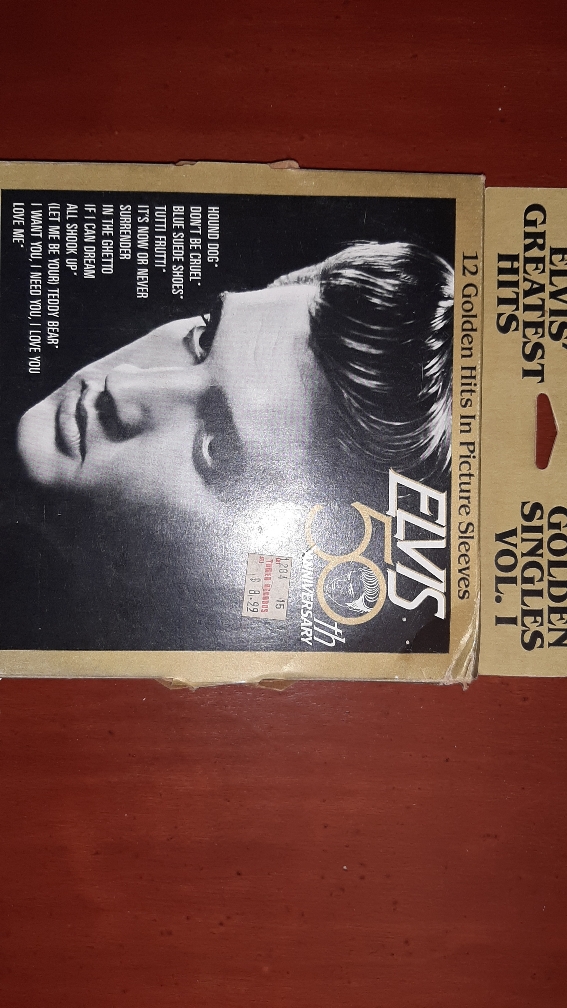 ELVIS'
GREATEST
HITS
GOLDEN
SINGLES
VOL. I
12 Golden Hits In Picture Sleeves
ELVIS
50th
ANNIVERSARY
15
$ 8.99
HOUND DOG*
DON'T BE CRUEL*
BLUE SUEDE SHOES*
TUTTI FRUTTI*
IT'S NOW OR NEVER
SURRENDER
IN THE GHETTO
IF I CAN DREAM
ALL SHOOK UP*
(LET ME BE YOUR) TEDDY BEAR*
I WANT YOU, I NEED YOU, I LOVE YOU
LOVE ME*